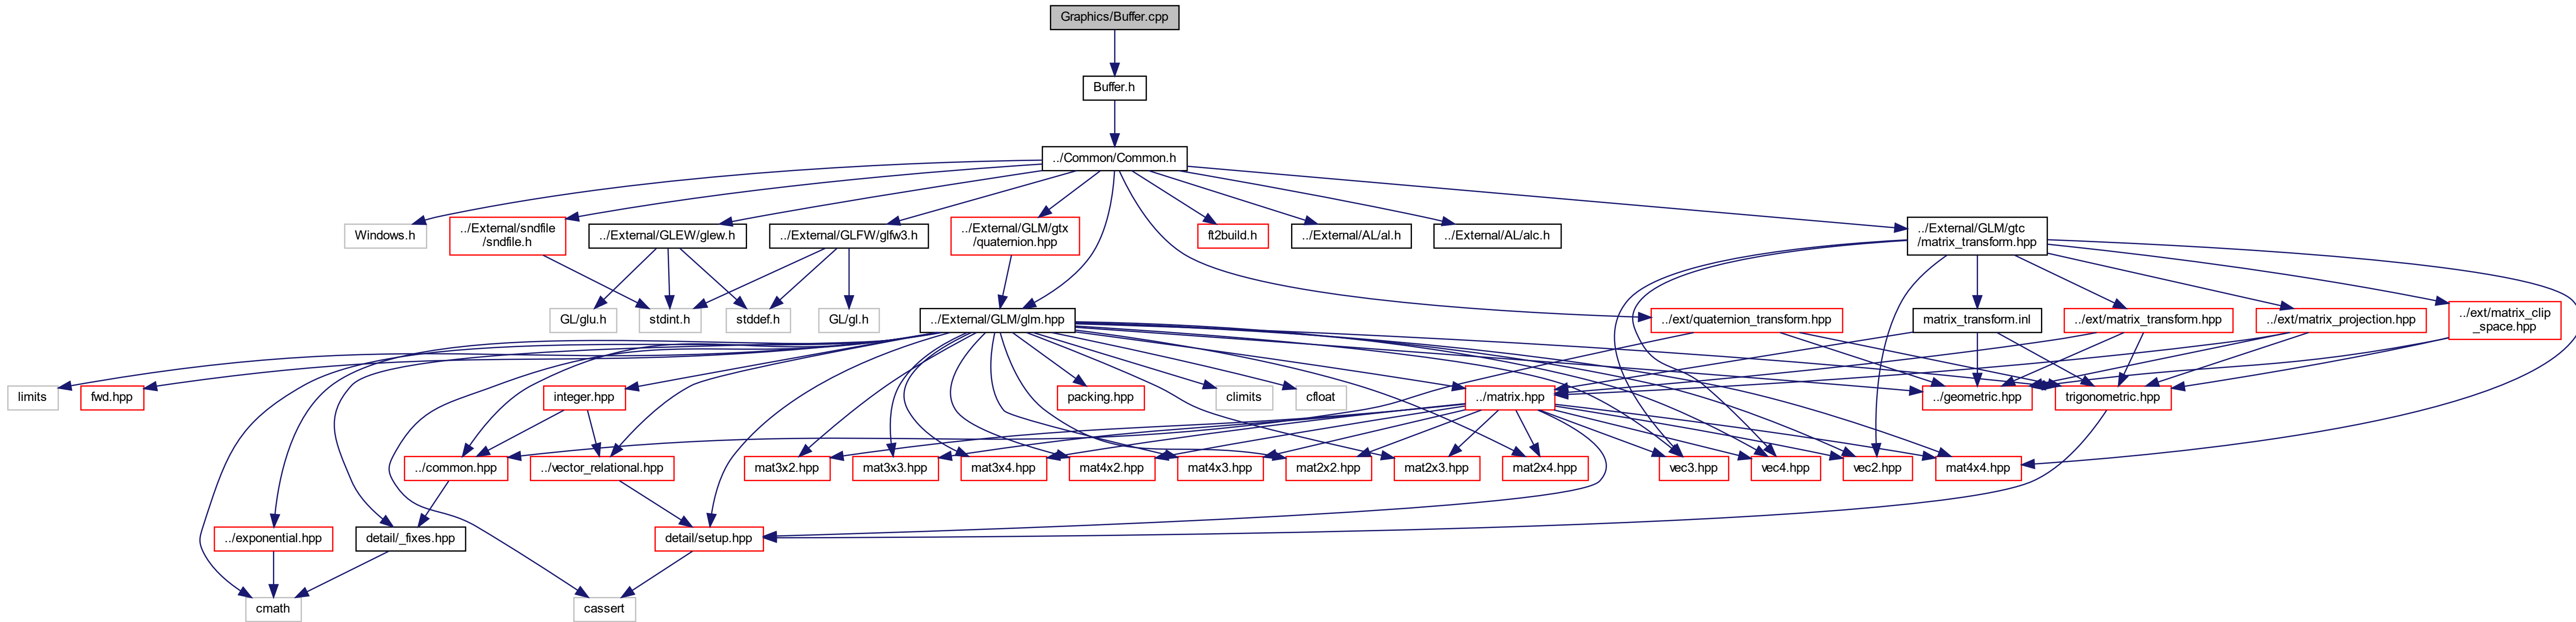 Graphics/Buffer.cpp
Buffer.h
../Common/Common.h
Windows.h
../External/sndfile
/sndfile.h
../External/GLEW/glew.h
../External/GLFW/glfw3.h
../External/GLM/gtx
/quaternion.hpp
ft2build.h
../External/AL/al.h
../External/AL/alc.h
../External/GLM/gtc
/matrix_transform.hpp
GL/glu.h
stdint.h
stddef.h
GL/gl.h
../External/GLM/glm.hpp
../ext/quaternion_transform.hpp
matrix_transform.inl
../ext/matrix_transform.hpp
../ext/matrix_projection.hpp
../ext/matrix_clip
_space.hpp
limits
fwd.hpp
integer.hpp
packing.hpp
climits
cfloat
../matrix.hpp
../geometric.hpp
trigonometric.hpp
../common.hpp
../vector_relational.hpp
mat3x2.hpp
mat3x3.hpp
mat3x4.hpp
mat4x2.hpp
mat4x3.hpp
mat2x2.hpp
mat2x3.hpp
mat2x4.hpp
vec3.hpp
vec4.hpp
vec2.hpp
mat4x4.hpp
../exponential.hpp
detail/_fixes.hpp
detail/setup.hpp
cmath
cassert